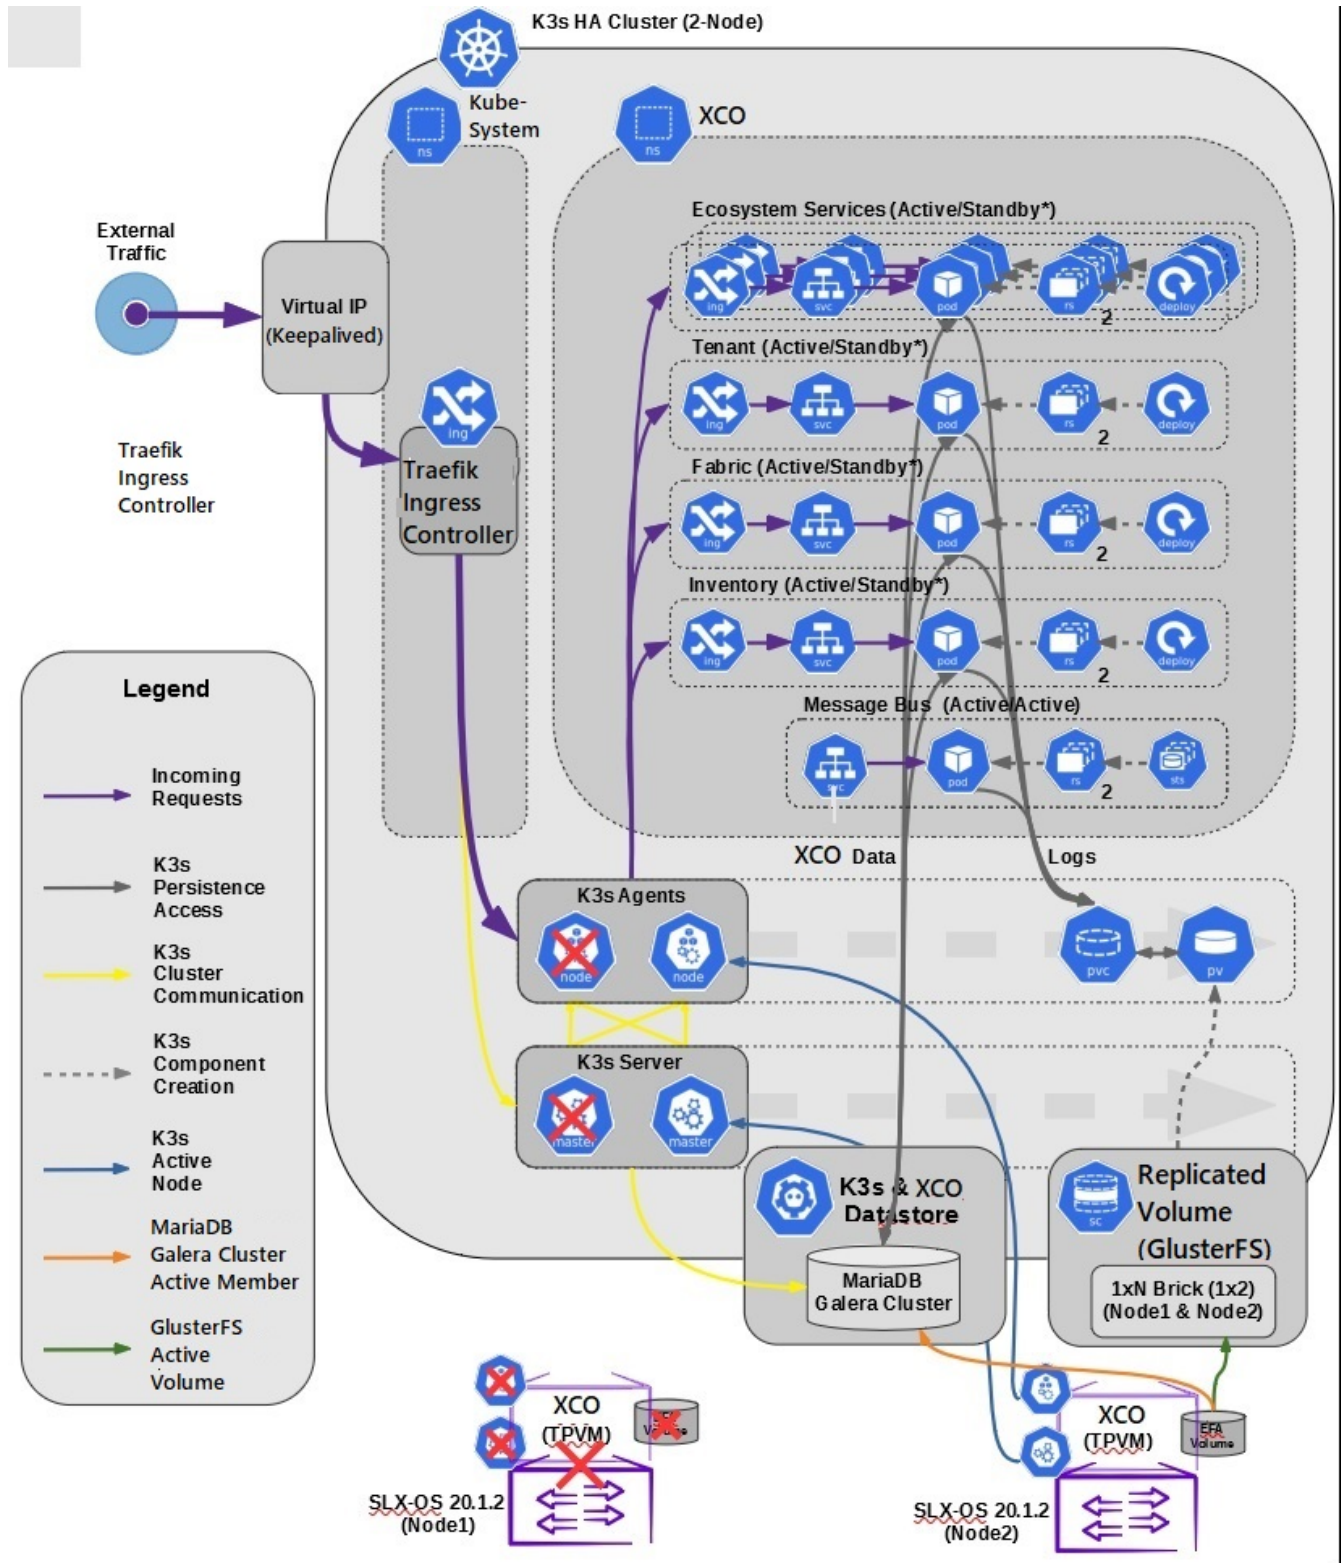 K3s HA Cluster (2-Node)
Kube-
System
ns
XCO
ns
External
Traffic
Virtual IP
(Keepalived)
Traefik
Ingress
Controller
ing
Traefik
Ingress
Controller
Ecosystem Services (Active/Standby*)
ing svc pod rs deploy
2
Tenant (Active/Standby*)
ing svc pod rs deploy
2
Fabric (Active/Standby*)
ing svc pod rs deploy
2
Inventory (Active/Standby*)
ing svc pod rs deploy
2
Message Bus (Active/Active)
svc pod rs sts
2
XCO Data
Logs
Legend
Incoming
Requests
K3s
Persistence
Access
K3s
Cluster
Communication
K3s
Component
Creation
K3s
Active
Node
MariaDB
Galera Cluster
Active Member
GlusterFS
Active
Volume
K3s Agents
node node
pvc pv
K3s Server
master master
K3s & XCO
Datastore
MariaDB
Galera Cluster
sc
Replicated
Volume
(GlusterFS)
1xN Brick (1x2)
(Node1 & Node2)
XCO
(TPVM)
Volume
SLX-OS 20.1.2
(Node1)
XCO
(TPVM)
EFA
Volume
SLX-OS 20.1.2
(Node2)